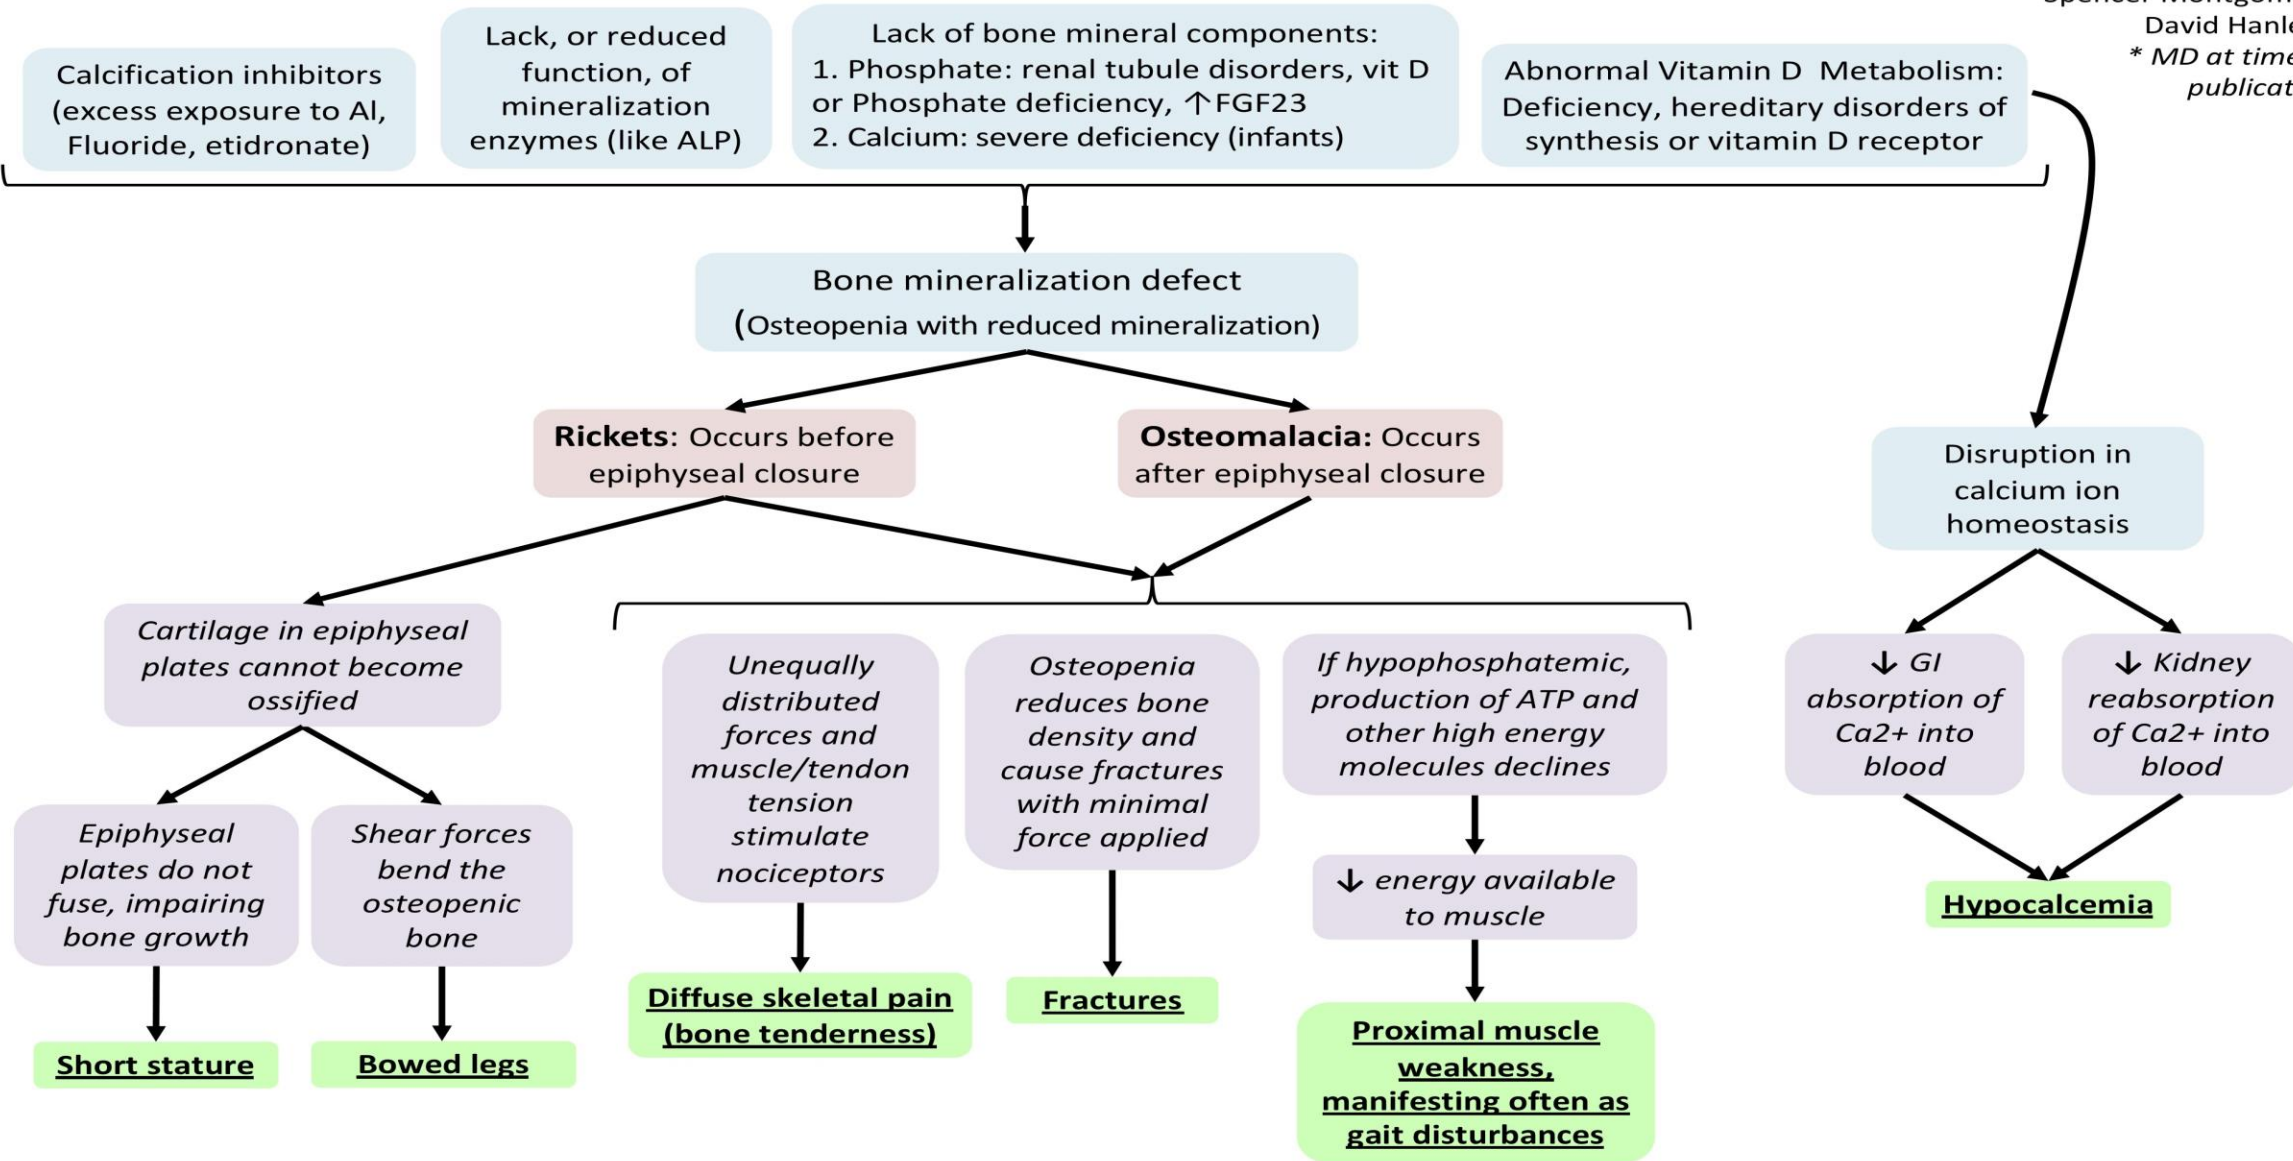 Spencer
David
* MD at time
Calcification inhibitors
(excess exposure to Al,
Fluoride, etidronate)
Lack, or reduced
function, of
mineralization
enzymes (like ALP)
Lack of bone mineral components:
1. Phosphate: renal tubule disorders, vit D
or Phosphate deficiency, ↑FGF23
2. Calcium: severe deficiency (infants)
Abnormal Vitamin D Metabolism:
Deficiency, hereditary disorders of
synthesis or vitamin D receptor
Bone mineralization defect
(Osteopenia with reduced mineralization)
Rickets: Occurs before
epiphyseal closure
Osteomalacia: Occurs
after epiphyseal closure
Disruption in
calcium ion
homeostasis
Cartilage in epiphyseal
plates cannot become
ossified
Unequally
distributed
forces and
muscle/tendon
tension
stimulate
nociceptors
Osteopenia
reduces bone
density and
cause fractures
with minimal
force applied
If hypophosphatemic,
production of ATP and
other high energy
molecules declines
↓ GI
absorption of
Ca2+ into
blood
↓ Kidney
reabsorption
of Ca2+ into
blood
Epiphyseal
plates do not
fuse, impairing
bone growth
Shear forces
bend the
osteopenic
bone
↓ energy available
to muscle
Hypocalcemia
Diffuse skeletal pain
(bone tenderness)
Fractures
Proximal muscle
weakness,
manifesting often as
gait disturbances
Short stature
Bowed legs